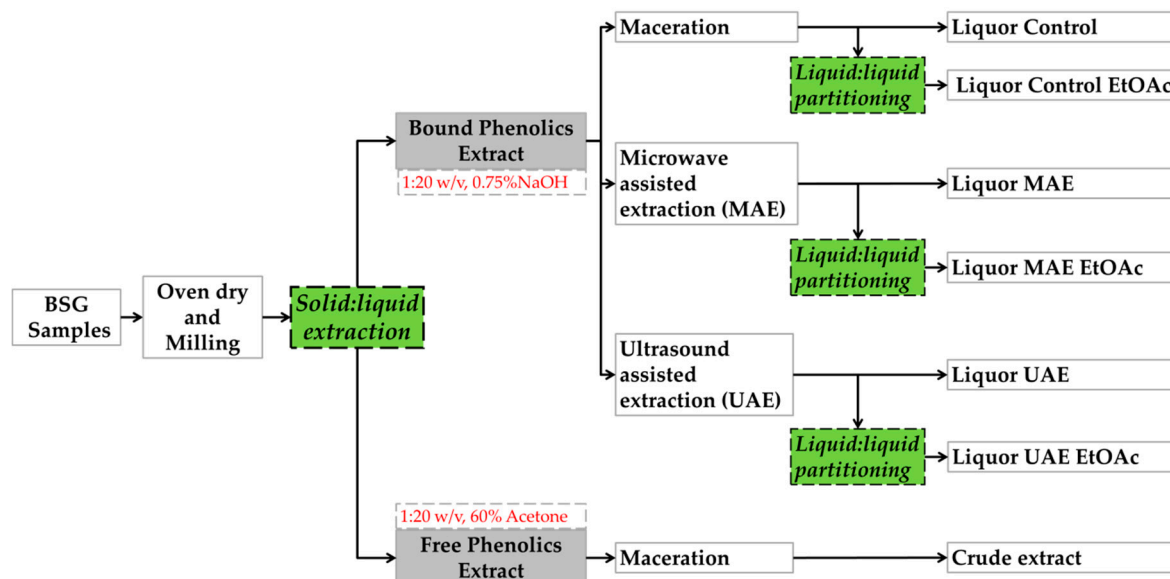 BSG
Samples
Oven dry
and
Milling
Solid:liquid
extraction
Bound Phenolics
Extract
1:20 w/v, 0.75%NaOH
Maceration
Liquor Control
Liquid:liquid
partitioning
Liquor Control EtOAc
Microwave
assisted
extraction (MAE)
Liquor MAE
Liquid:liquid
partitioning
Liquor MAE EtOAc
Ultrasound
assisted
extraction (UAE)
Liquor UAE
Liquid:liquid
partitioning
Liquor UAE EtOAc
1:20 w/v, 60% Acetone
Free Phenolics
Extract
Maceration
Crude extract